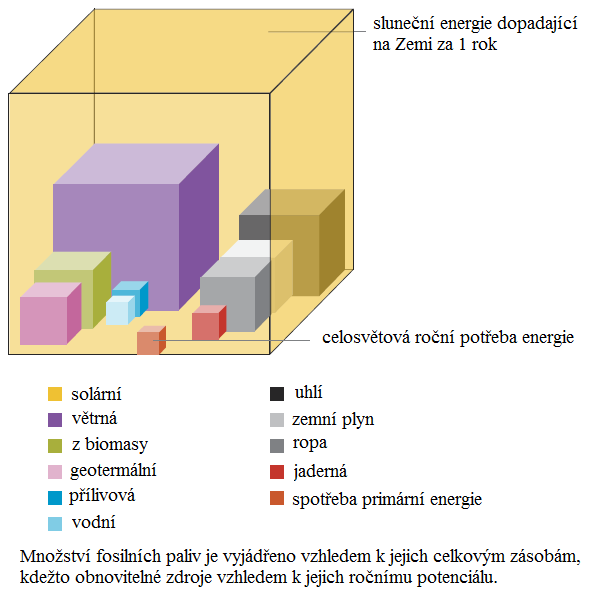 sluneční energie dopadající
na Zemi za 1 rok
celosvětová roční potřeba energie
solární
větrná
z biomasy
geotermální
přílivová
vodní
uhlí
zemní plyn
ropa
jaderná
spotřeba primární energie
Množství fosilních paliv je vyjádřeno vzhledem k jejich celkovým zásobám,
kdežto obnovitelné zdroje vzhledem k jejich ročnímu potenciálu.